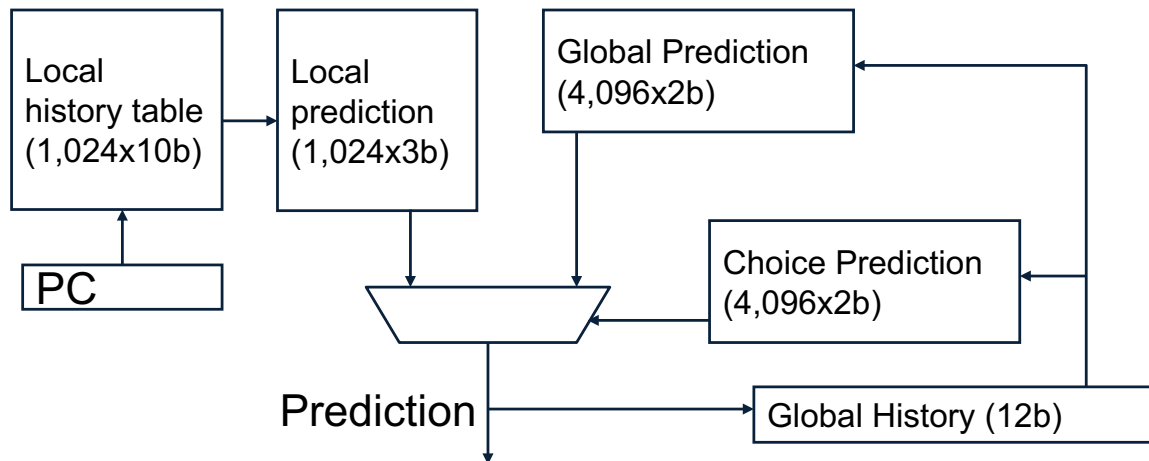 Local
history table
(1,024x10b)
Local
prediction
(1,024x3b)
Global Prediction
(4,096x2b)
PC
Choice Prediction
(4,096x2b)
Prediction
Global History (12b)